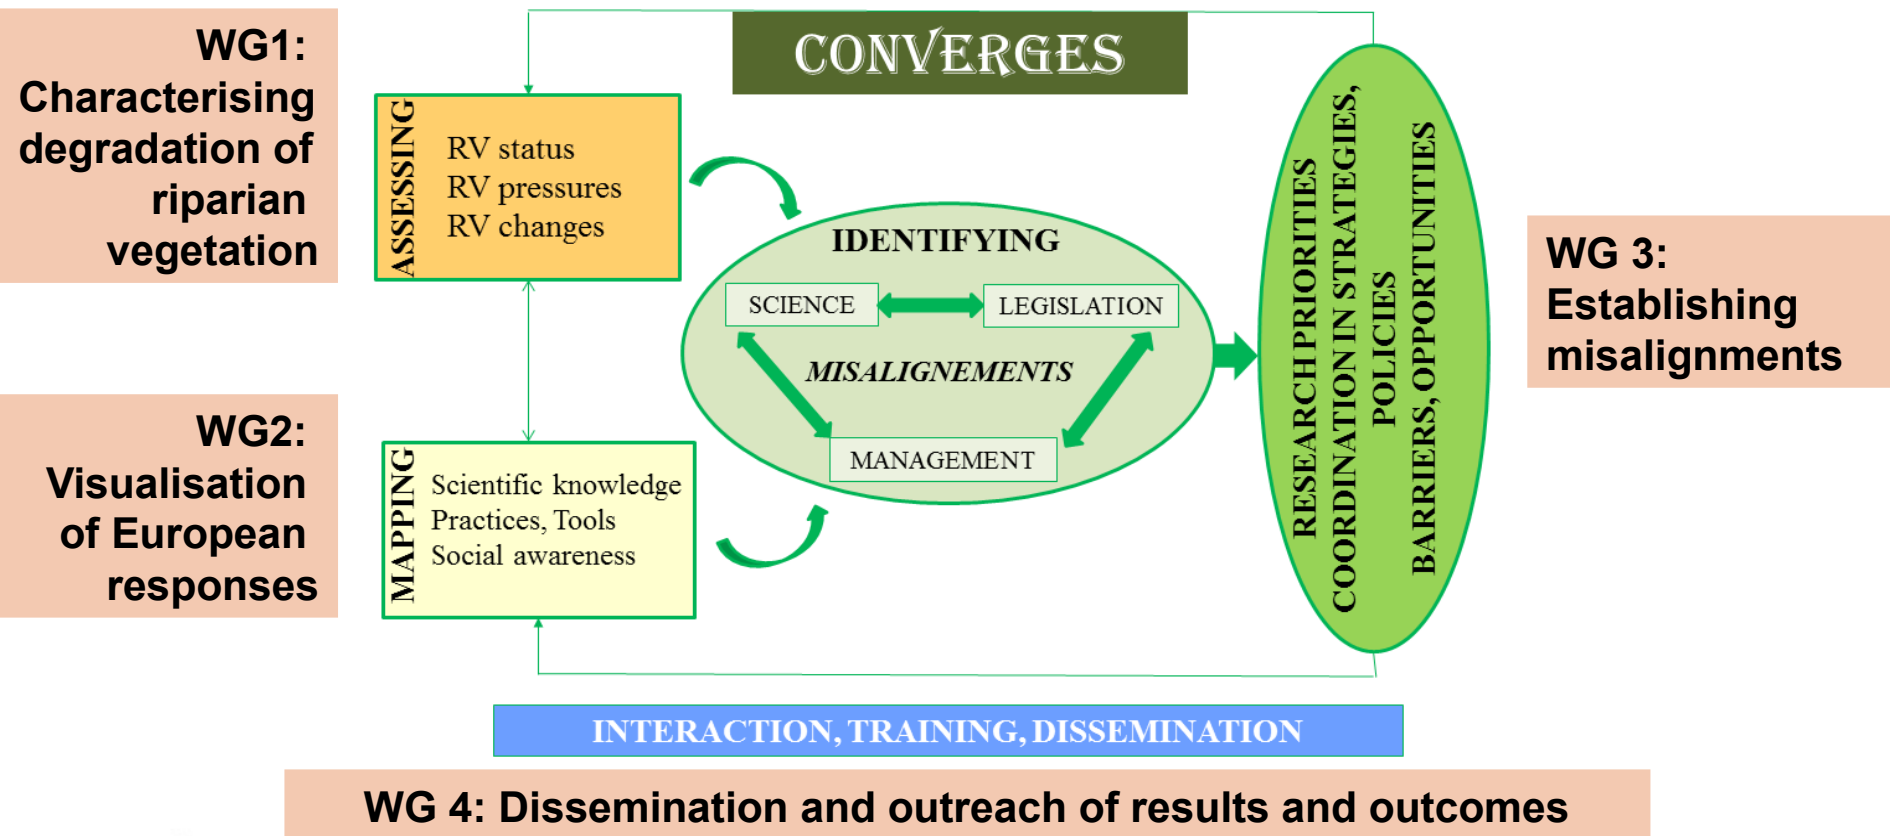 CONVERGES
WG1:
Characterising
degradation of
riparian
vegetation
ASSESSING
RV status
RV pressures
RV changes
WG2:
Visualisation
of European
responses
MAPPING
Scientific knowledge
Practices, Tools
Social awareness
IDENTIFYING
SCIENCE
LEGISLATION
MISALIGNEMENTS
MANAGEMENT
RESEARCH PRIORITIES
COORDINATION IN STRATEGIES,
POLICIES
BARRIERS, OPPORTUNITIES
WG 3:
Establishing
misalignments
INTERACTION, TRAINING, DISSEMINATION
WG 4: Dissemination and outreach of results and outcomes